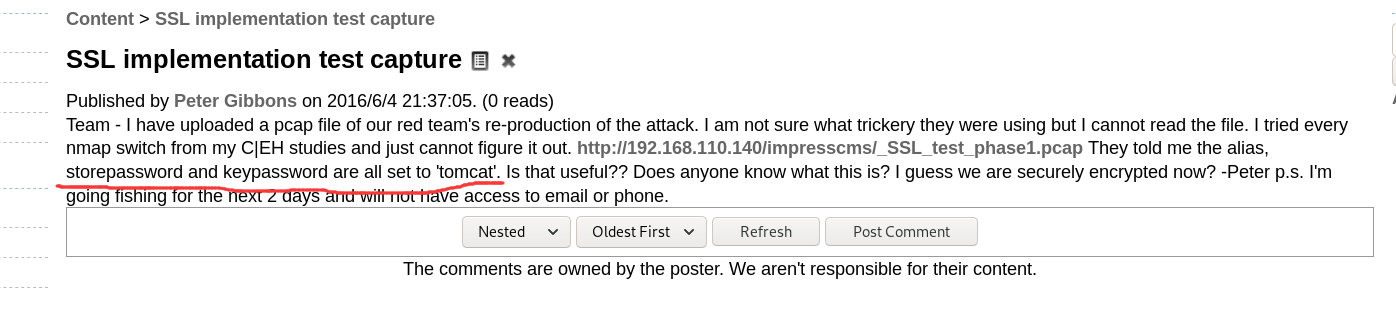 Content > SSL implementation test capture
SSL implementation test capture
Published by Peter Gibbons on 2016/6/4 21:37:05. (0 reads)
Team - I have uploaded a pcap file of our red team's re-production of the attack. I am not sure what trickery they were using but I cannot read the file. I tried every
nmap switch from my C|EH studies and just cannot figure it out. http://192.168.110.140/impresscms/_SSL_test_phase1.pcap They told me the alias,
storepassword and keypassword are all set to 'tomcat'. Is that useful?? Does anyone know what this is? I guess we are securely encrypted now? -Peter p.s. I'm
going fishing for the next 2 days and will not have access to email or phone.
Nested Oldest First Refresh Post Comment
The comments are owned by the poster. We aren't responsible for their content.